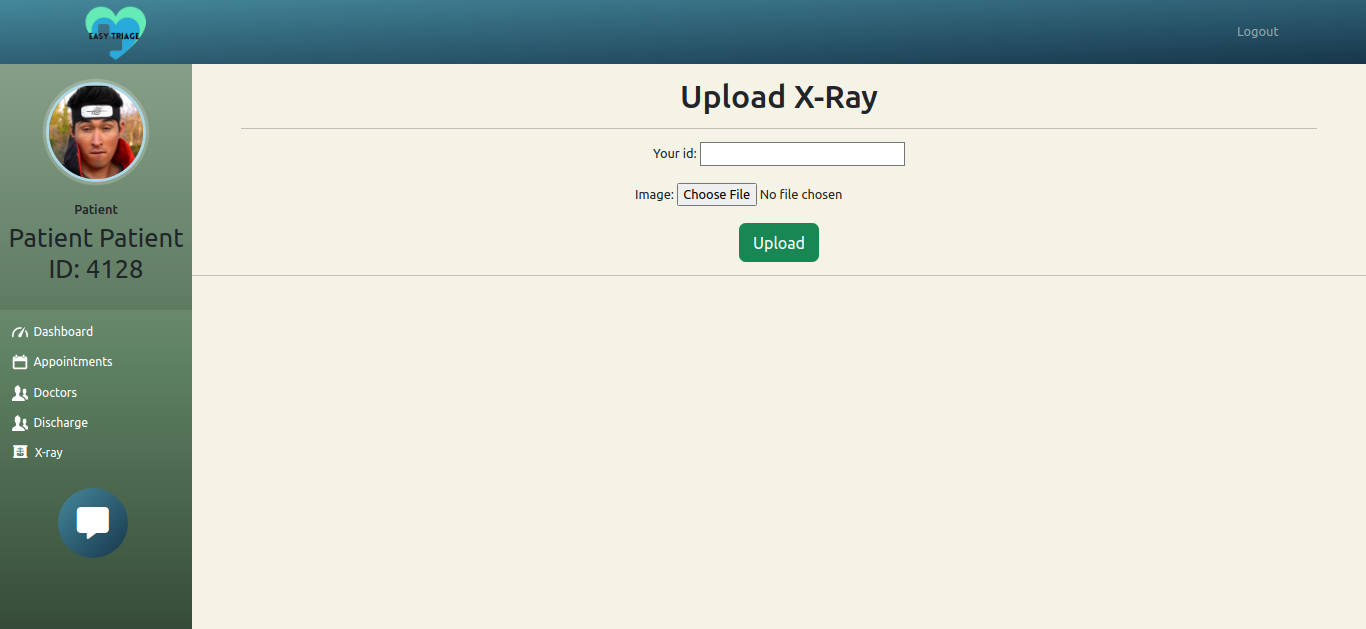 EASY TRIAGE
Logout
Patient
Patient Patient
ID: 4128
Dashboard
Appointments
Doctors
Discharge
X-ray
Upload X-Ray
Your id:
Image: Choose File No file chosen
Upload